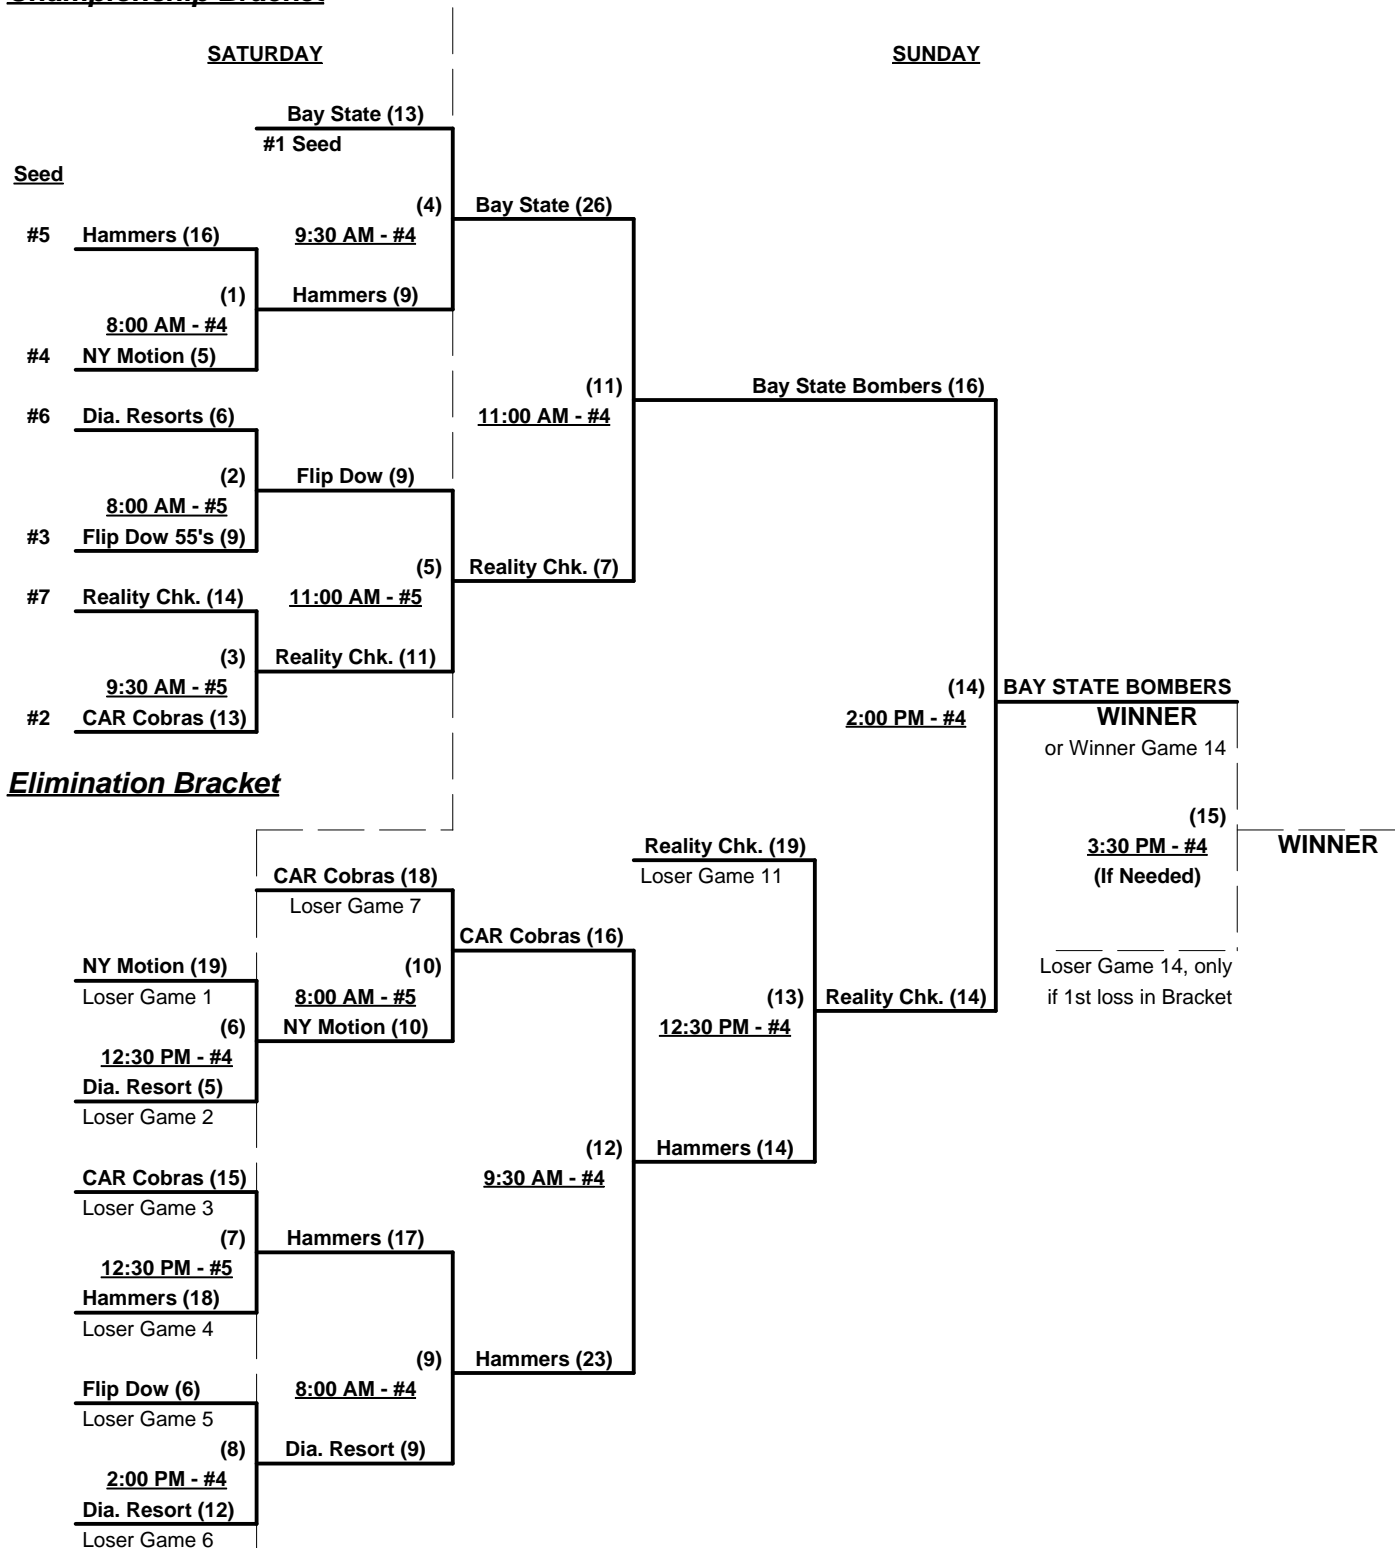 Championship Bracket
SATURDAY
SUNDAY
Bay State (13)
#1 Seed
Seed
(4)
Bay State (26)
#5
Hammers (16)
9:30 AM - #4
(1)
Hammers (9)
8:00 AM - #4
#4
NY Motion (5)
(11)
Bay State Bombers (16)
#6
Dia. Resorts (6)
11:00 AM - #4
(2)
Flip Dow (9)
8:00 AM - #5
#3
Flip Dow 55's (9)
(5)
Reality Chk. (7)
#7
Reality Chk. (14)
11:00 AM - #5
(3)
Reality Chk. (11)
9:30 AM - #5
(14)
BAY STATE BOMBERS
#2
CAR Cobras (13)
2:00 PM - #4
WINNER
or Winner Game 14
Elimination Bracket
(15)
Reality Chk. (19)
3:30 PM - #4
WINNER
CAR Cobras (18)
Loser Game 11
(If Needed)
Loser Game 7
CAR Cobras (16)
NY Motion (19)
(10)
Loser Game 14, only
Loser Game 1
8:00 AM - #5
(13)
Reality Chk. (14)
if 1st loss in Bracket
(6)
NY Motion (10)
12:30 PM - #4
12:30 PM - #4
Dia. Resort (5)
Loser Game 2
(12)
Hammers (14)
CAR Cobras (15)
9:30 AM - #4
Loser Game 3
(7)
Hammers (17)
12:30 PM - #5
Hammers (18)
Loser Game 4
(9)
Hammers (23)
Flip Dow (6)
8:00 AM - #4
Loser Game 5
(8)
Dia. Resort (9)
2:00 PM - #4
Dia. Resort (12)
Loser Game 6